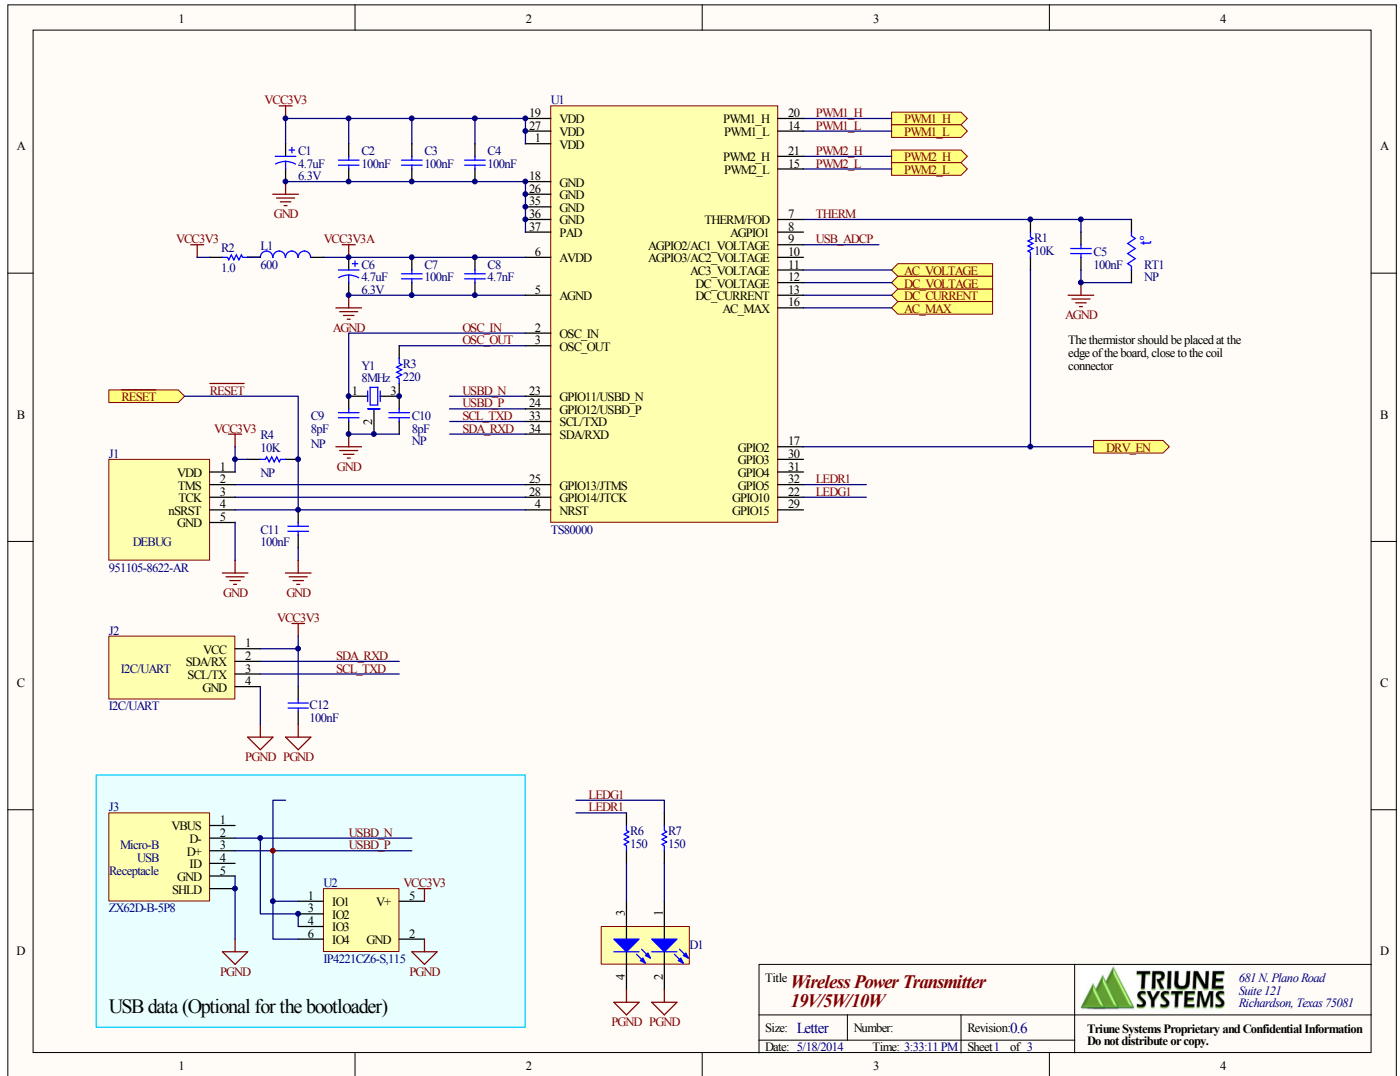 1 2 3 4
A
B
C
D
A
B
C
D
1 2 3 4
VCC3V3
C1
4.7uF
6.3V
C2
100nF
C3
100nF
C4
100nF
GND
VCC3V3
R2
1.0
L1
600
VCC3V3A
C6
4.7uF
6.3V
C7
100nF
C8
4.7nF
AGND
OSC_IN
OSC_OUT
Y1
8MHz
1
3
2
R3
220
C9
8pF
NP
C10
8pF
NP
GND
USBD_N
USBD_P
SCL_TXD
SDA_RXD
U1
19 VDD
27 VDD
1 VDD
18 GND
26 GND
35 GND
36 GND
37 PAD
6 AVDD
5 AGND
2 OSC_IN
3 OSC_OUT
23 GPIO11/USBD_N
24 GPIO12/USBD_P
33 SCL/TXD
34 SDA/RXD
25 GPIO13/JTMS
28 GPIO14/JTCK
4 NRST
PWM1_H 20 PWM1_H PWM1_H
PWM1_L 14 PWM1_L PWM1_L
PWM2_H 21 PWM2_H PWM2_H
PWM2_L 15 PWM2_L PWM2_L
THERM/FOD 7 THERM
AGPIO1 8
AGPIO2/AC1_VOLTAGE 9 USB_ADCP
AGPIO3/AC2_VOLTAGE 10
AC3_VOLTAGE 11 AC_VOLTAGE
DC_VOLTAGE 12 DC_VOLTAGE
DC_CURRENT 13 DC_CURRENT
AC_MAX 16 AC_MAX
GPIO2 17 DRV_EN
GPIO3 30
GPIO4 31
GPIO5 32 LEDR1
GPIO10 22 LEDG1
GPIO15 29
TS80000
R1
10K
C5
100nF
t°
RT1
NP
AGND
The thermistor should be placed at the
edge of the board, close to the coil
connector
RESET RESET
VCC3V3
R4
10K
NP
J1
VDD 1
TMS 2
TCK 3
nSRST 4
GND 5
DEBUG
951105-8622-AR
C11
100nF
GND GND
VCC3V3
J2
I2C/UART
VCC 1
SDA/RX 2 SDA_RXD
SCL/TX 3 SCL_TXD
GND 4
I2C/UART
C12
100nF
PGND PGND
J3
Micro-B
USB
Receptacle
VBUS 1
D- 2 USBD_N
D+ 3 USBD_P
ID 4
GND 5
SHLD
ZX62D-B-5P8
U2
1 IO1
3 IO2
4 IO3
6 IO4
V+ 5 VCC3V3
GND 2
IP4221CZ6-S,115
PGND PGND
USB data (Optional for the bootloader)
LEDG1
LEDR1
R6
150
R7
150
3 1
D1
4 2
PGND PGND
Title Wireless Power Transmitter
19V/5W/10W
Size: Letter Number: Revision:0.6
Date: 5/18/2014 Time: 3:33:11 PM Sheet 1 of 3
TRIUNE
SYSTEMS
681 N. Plano Road
Suite 121
Richardson, Texas 75081
Triune Systems Proprietary and Confidential Information
Do not distribute or copy.